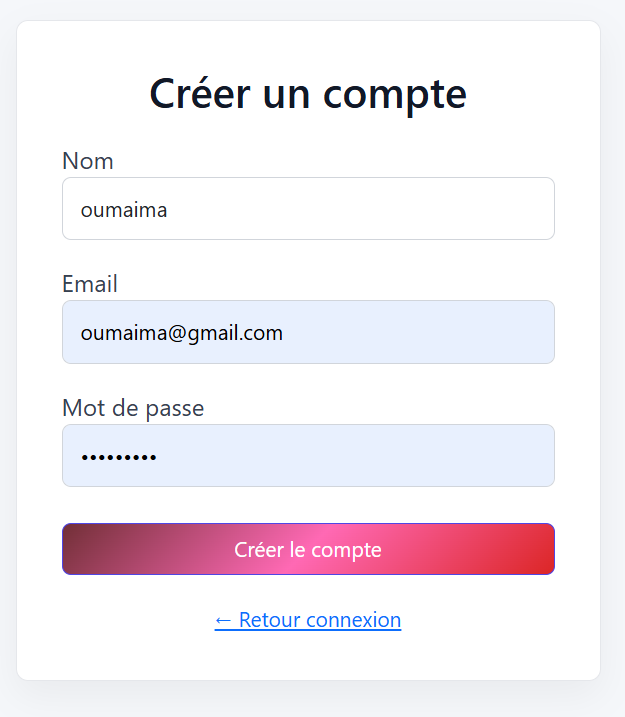 Créer un compte
Nom
oumaima
Email
oumaima@gmail.com
Mot de passe
•••••••••
Créer le compte
← Retour connexion